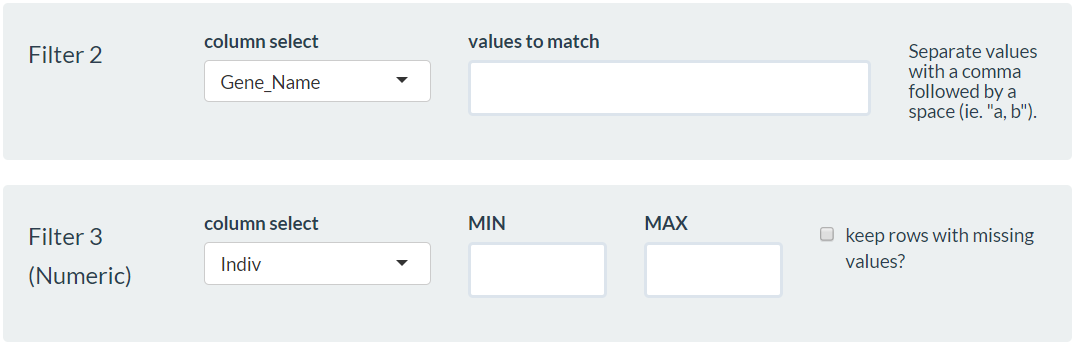 Filter 2
column select
Gene_Name
values to match
Separate values
with a comma
followed by a
space (ie. "a, b").
Filter 3
(Numeric)
column select
Indiv
MIN
MAX
keep rows with missing
values?